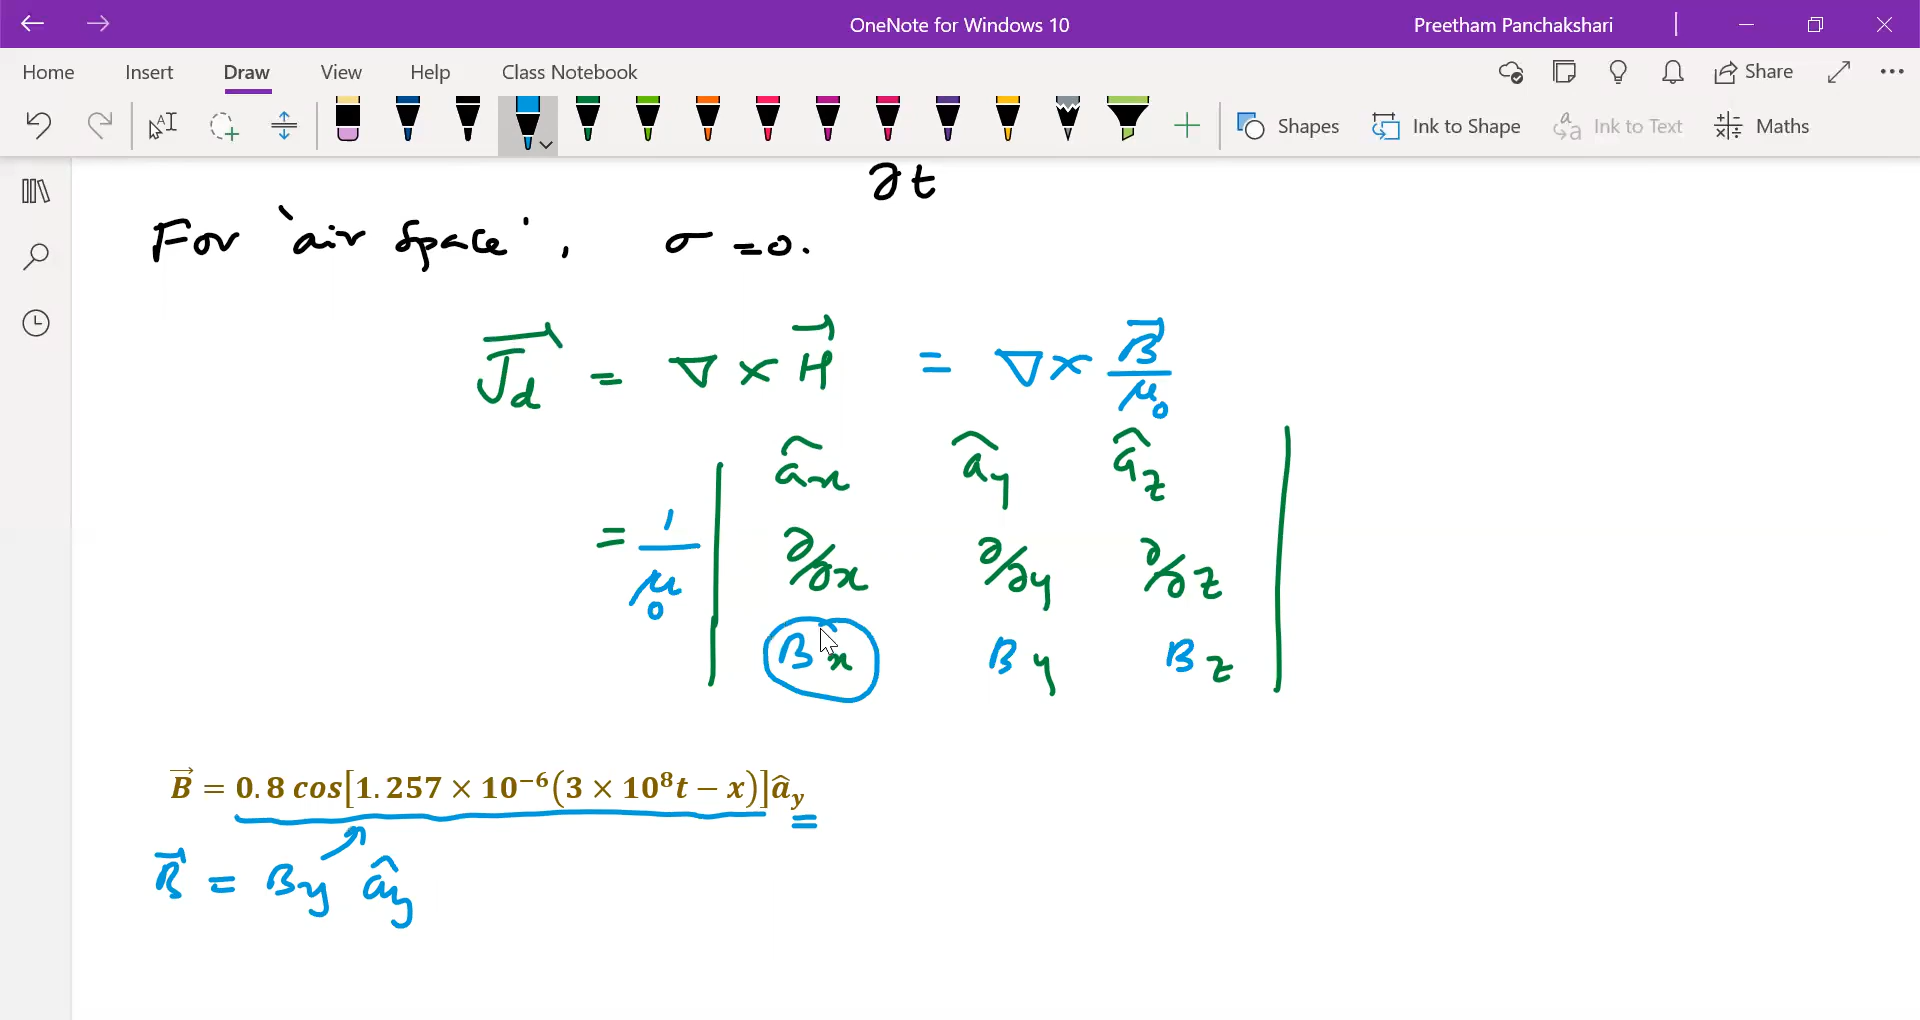 OneNote for Windows 10
Preetham Panchakshari
Home Insert Draw View Help Class Notebook Share
Shapes Ink to Shape Ink to Text Maths
∂t
For 'air space', σ = 0.
J⃗d = ∇ × H⃗ = ∇ × B⃗/μ₀
= 1/μ₀ | âx ây âz |
∂/∂x ∂/∂y ∂/∂z
Bx By Bz
B⃗ = 0.8 cos[1.257 × 10⁻⁶(3 × 10⁸t − x)]ây
B⃗ = By ây